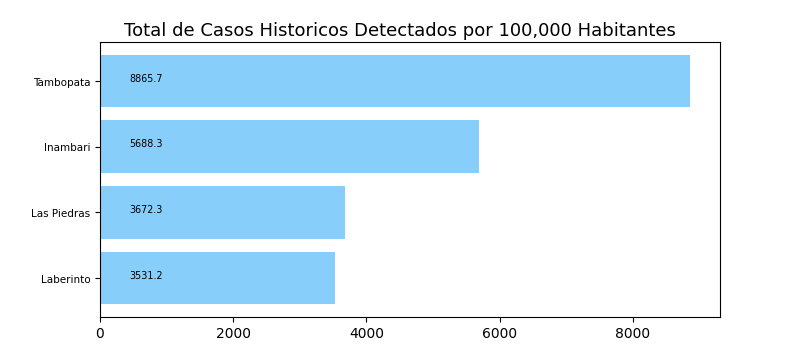 Total de Casos Historicos Detectados por 100,000 Habitantes
Tambopata 8865.7
Inambari 5688.3
Las Piedras 3672.3
Laberinto 3531.2
0 2000 4000 6000 8000